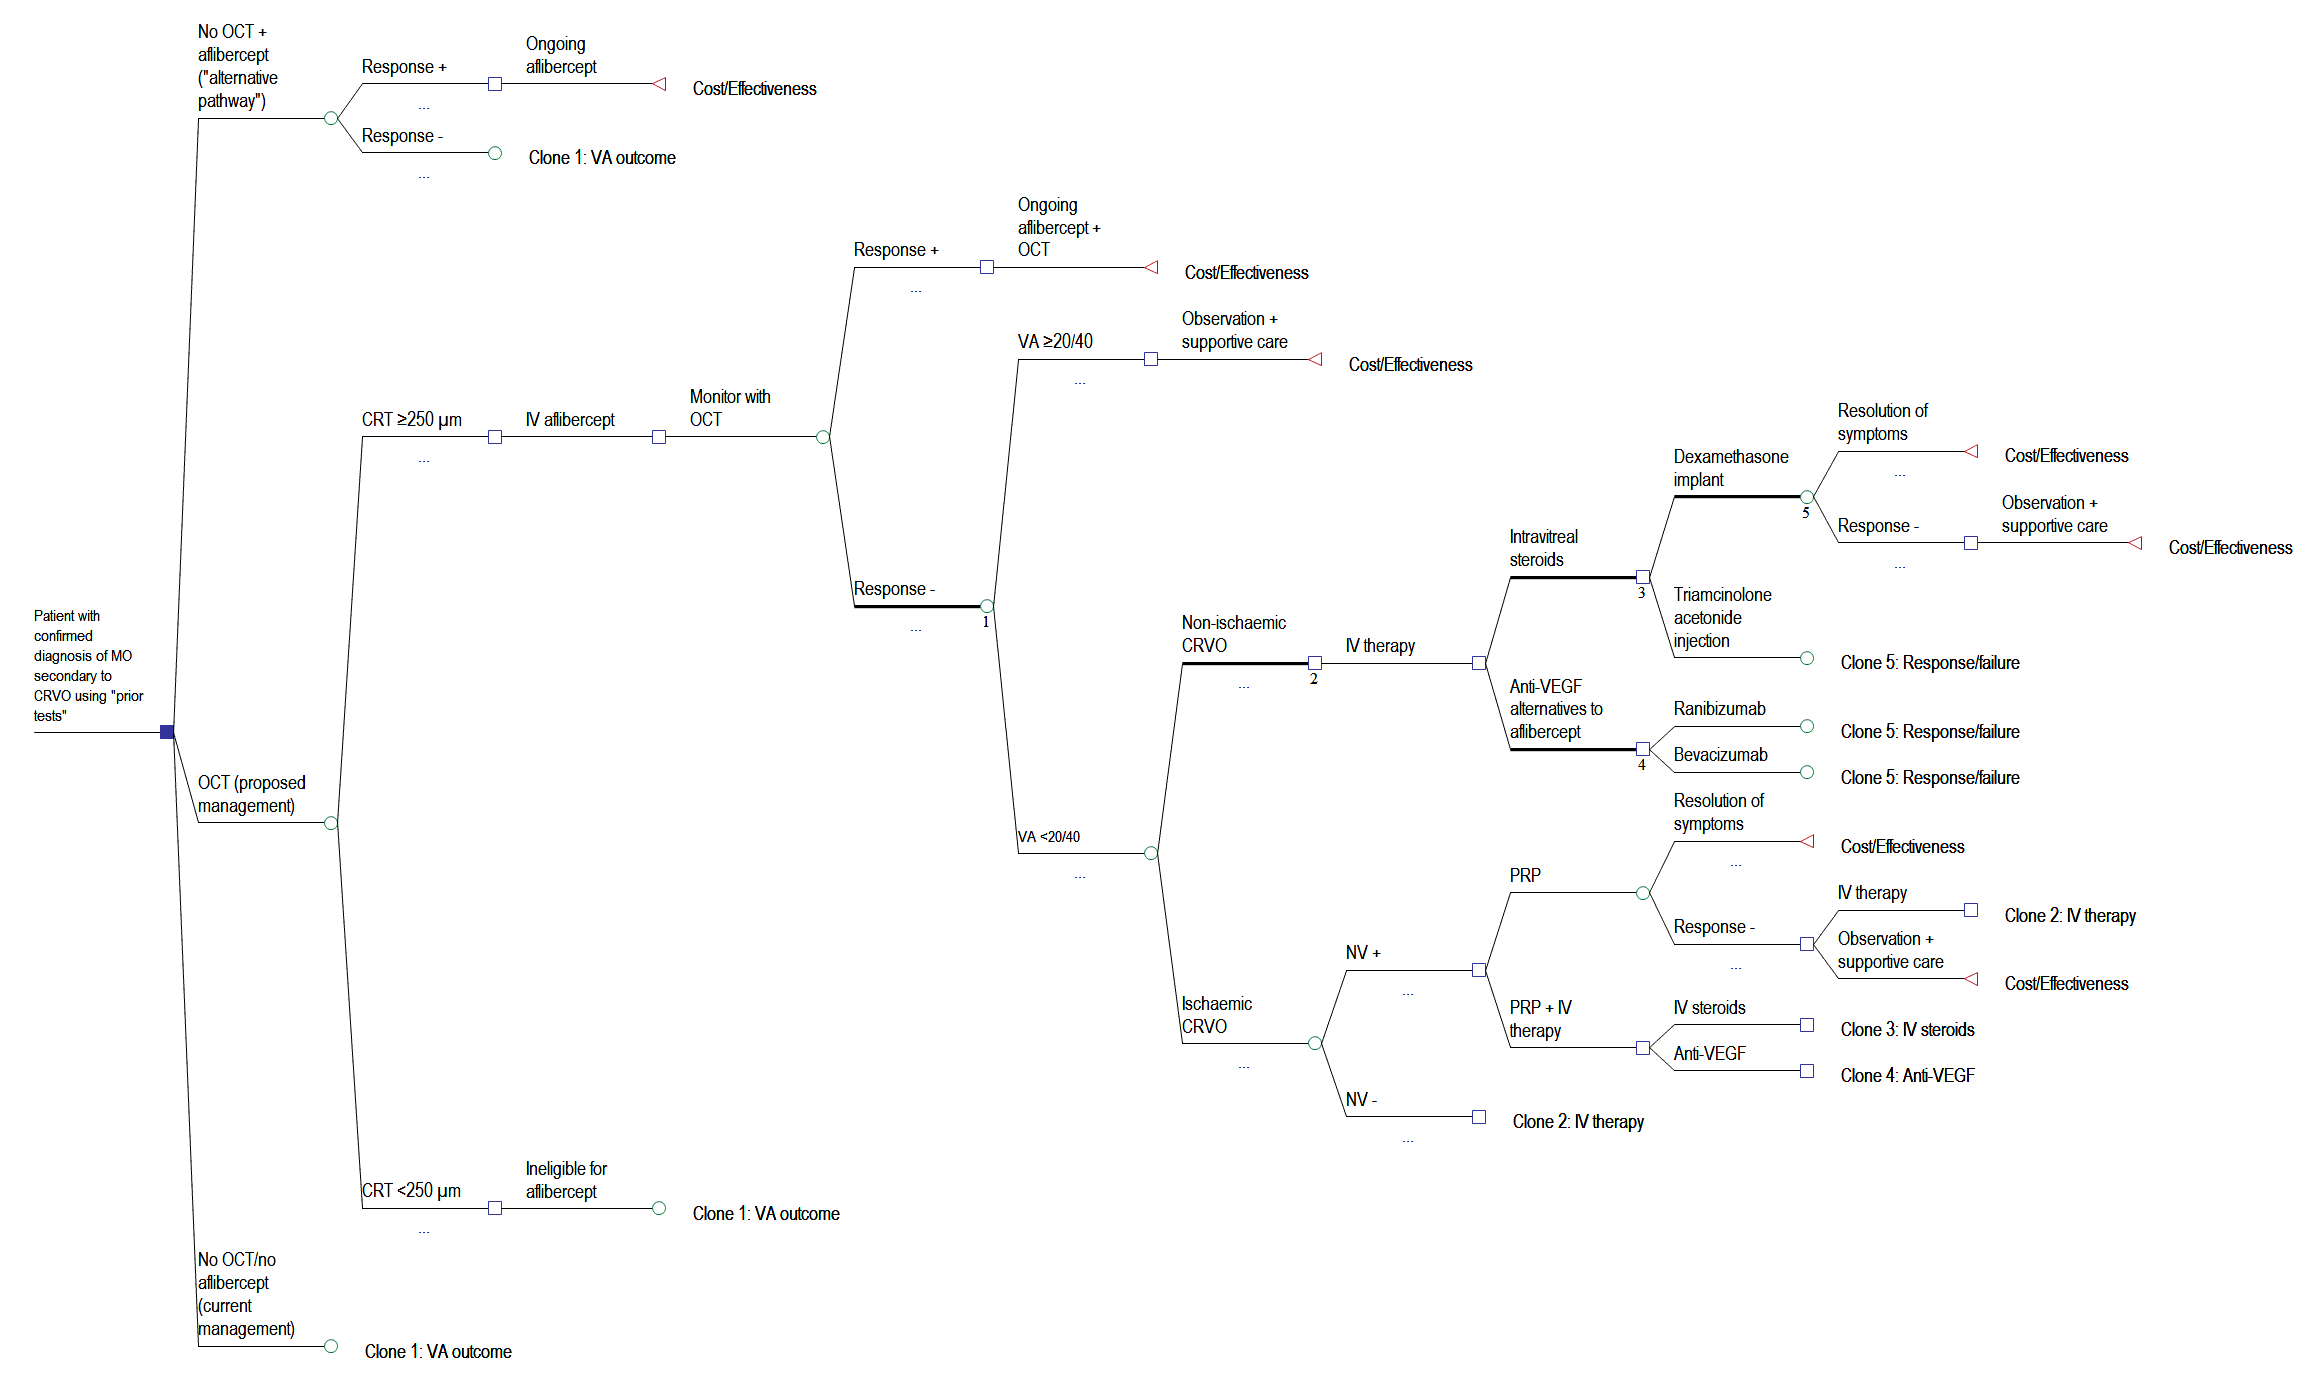 No OCT +
aflibercept
("alternative
pathway")
Response +
...
Ongoing
aflibercept
Cost/Effectiveness
Response -
...
Clone 1: VA outcome
Patient with
confirmed
diagnosis of MO
secondary to
CRVO using "prior
tests"
OCT (proposed
management)
CRT ≥250 µm
...
IV aflibercept
Monitor with
OCT
Response +
...
Ongoing
aflibercept +
OCT
Cost/Effectiveness
Response -
...
1
VA ≥20/40
...
Observation +
supportive care
Cost/Effectiveness
VA <20/40
...
Non-ischaemic
CRVO
...
2
IV therapy
Intravitreal
steroids
3
Dexamethasone
implant
5
Resolution of
symptoms
...
Cost/Effectiveness
Response -
...
Observation +
supportive care
Cost/Effectiveness
Triamcinolone
acetonide
injection
Clone 5: Response/failure
Anti-VEGF
alternatives to
aflibercept
4
Ranibizumab
Clone 5: Response/failure
Bevacizumab
Clone 5: Response/failure
Ischaemic
CRVO
...
NV +
...
PRP
Resolution of
symptoms
...
Cost/Effectiveness
Response -
...
IV therapy
Clone 2: IV therapy
Observation +
supportive care
Cost/Effectiveness
PRP + IV
therapy
IV steroids
Clone 3: IV steroids
Anti-VEGF
Clone 4: Anti-VEGF
NV -
...
Clone 2: IV therapy
CRT <250 µm
...
Ineligible for
aflibercept
Clone 1: VA outcome
No OCT/no
aflibercept
(current
management)
Clone 1: VA outcome